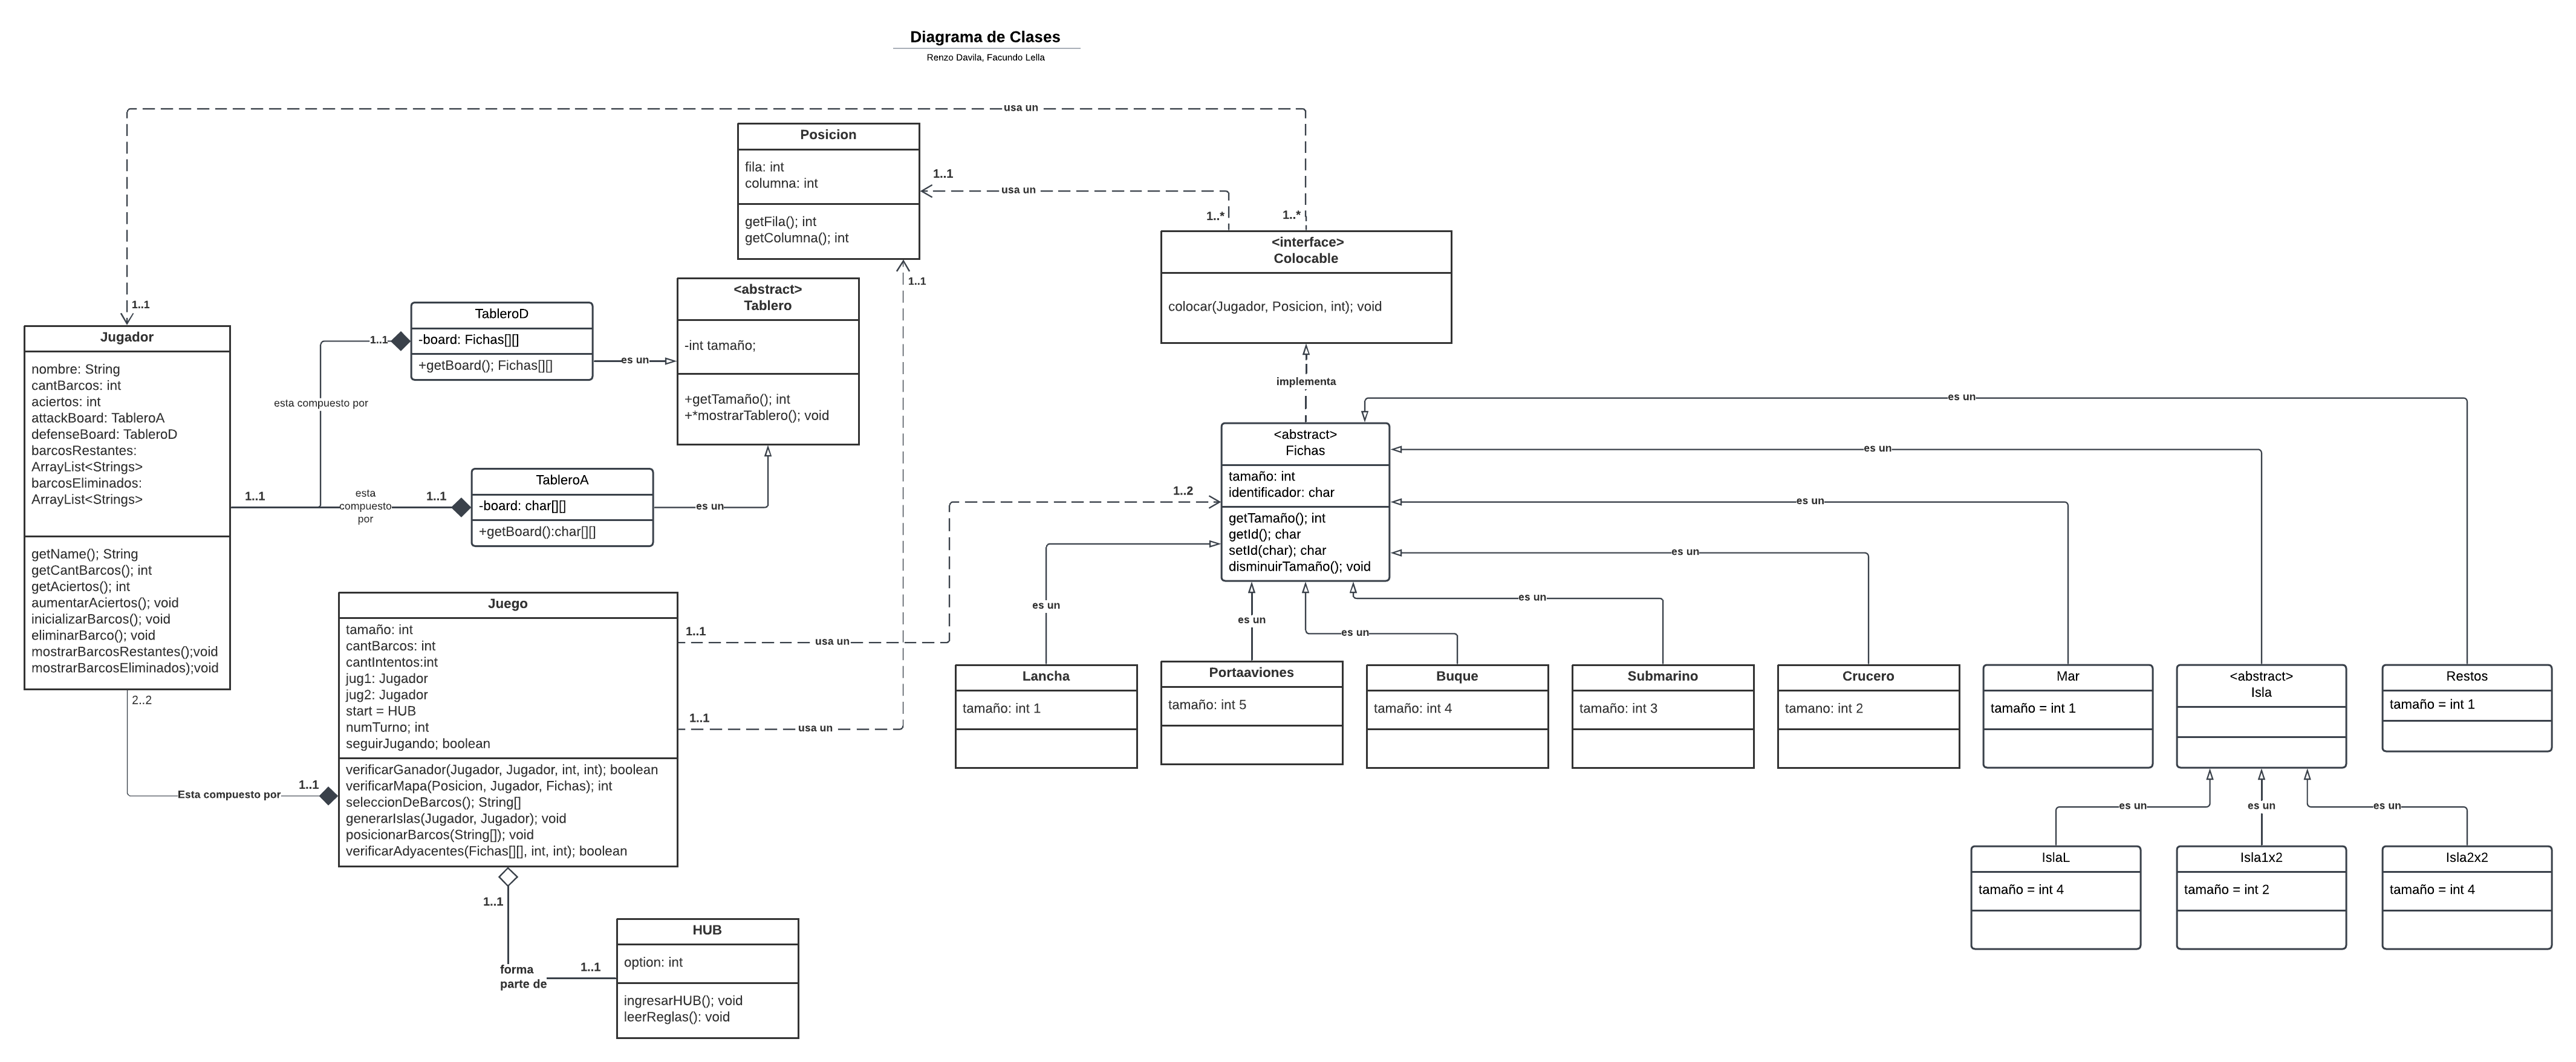 Diagrama de Clases
Renzo Davila, Facundo Lella
usa un
Posicion
fila: int
columna: int
getFila(); int
getColumna(); int
1..1
usa un
1..*
1..*
<interface>
Colocable
colocar(Jugador, Posicion, int); void
1..1
<abstract>
Tablero
-int tamaño;
+getTamaño(); int
+*mostrarTablero(); void
1..1
Jugador
nombre: String
cantBarcos: int
aciertos: int
attackBoard: TableroA
defenseBoard: TableroD
barcosRestantes:
ArrayList<Strings>
barcosEliminados:
ArrayList<Strings>
getName(); String
getCantBarcos(); int
getAciertos(); int
aumentarAciertos(); void
inicializarBarcos(); void
eliminarBarco(); void
mostrarBarcosRestantes();void
mostrarBarcosEliminados);void
TableroD
-board: Fichas[][]
+getBoard(); Fichas[][]
1..1
es un
esta compuesto por
implementa
TableroA
-board: char[][]
+getBoard():char[][]
1..1
esta
compuesto
por
1..1
es un
<abstract>
Fichas
tamaño: int
identificador: char
getTamaño(); int
getId(); char
setId(char); char
disminuirTamaño(); void
1..2
es un
es un
es un
es un
es un
es un
es un
es un
Juego
tamaño: int
cantBarcos: int
cantIntentos:int
jug1: Jugador
jug2: Jugador
start = HUB
numTurno; int
seguirJugando; boolean
verificarGanador(Jugador, Jugador, int, int); boolean
verificarMapa(Posicion, Jugador, Fichas); int
seleccionDeBarcos(); String[]
generarIslas(Jugador, Jugador); void
posicionarBarcos(String[]); void
verificarAdyacentes(Fichas[][], int, int); boolean
1..1
usa un
1..1
usa un
2..2
Esta compuesto por
1..1
Lancha
tamaño: int 1
Portaaviones
tamaño: int 5
Buque
tamaño: int 4
Submarino
tamaño: int 3
Crucero
tamano: int 2
Mar
tamaño = int 1
<abstract>
Isla
Restos
tamaño = int 1
es un
es un
es un
IslaL
tamaño = int 4
Isla1x2
tamaño = int 2
Isla2x2
tamaño = int 4
1..1
forma
parte de
1..1
HUB
option: int
ingresarHUB(); void
leerReglas(): void